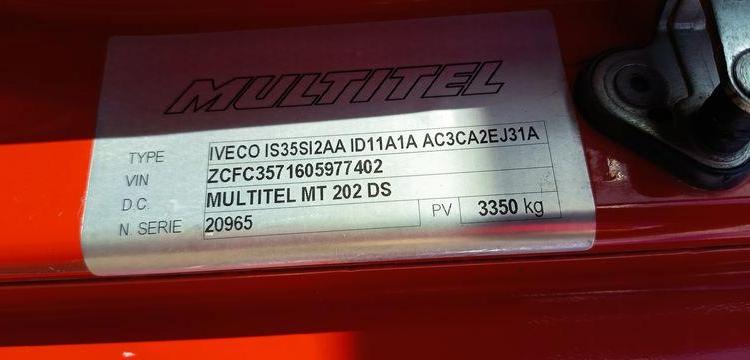 MULTITEL
TYPE IVECO IS35SI2AA ID11A1A AC3CA2EJ31A
VIN ZCFC3571605977402
D.C. MULTITEL MT 202 DS
N. SERIE 20965 PV 3350 kg